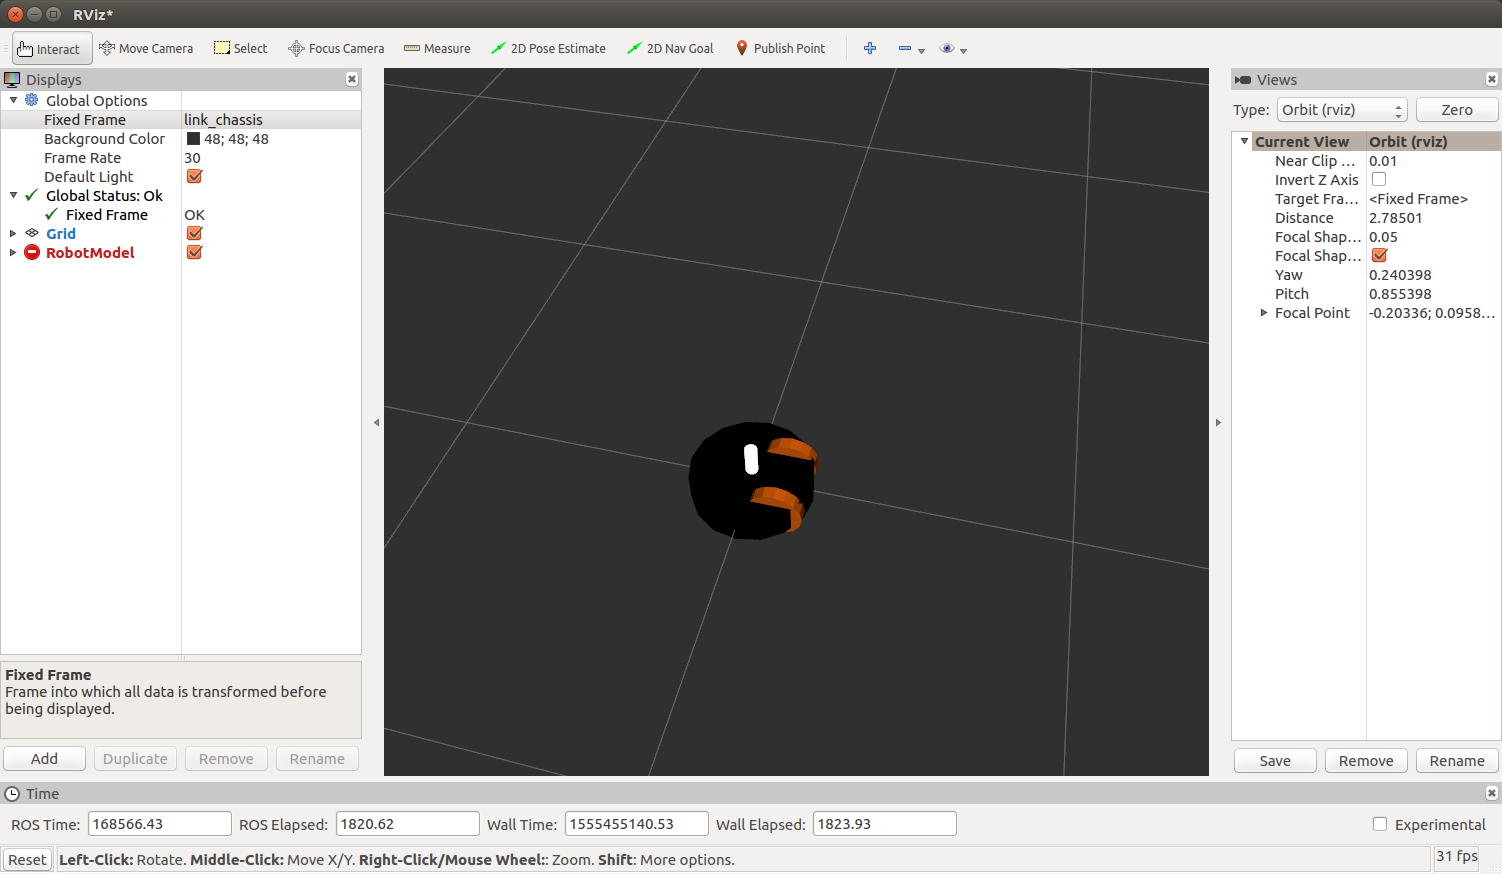 RViz*
Interact Move Camera Select Focus Camera Measure 2D Pose Estimate 2D Nav Goal Publish Point
Displays
Global Options
Fixed Frame link_chassis
Background Color 48; 48; 48
Frame Rate 30
Default Light
Global Status: Ok
Fixed Frame OK
Grid
RobotModel
Fixed Frame
Frame into which all data is transformed before
being displayed.
Add Duplicate Remove Rename
Views
Type: Orbit (rviz) Zero
Current View Orbit (rviz)
Near Clip ... 0.01
Invert Z Axis
Target Fra... <Fixed Frame>
Distance 2.78501
Focal Shap... 0.05
Focal Shap...
Yaw 0.240398
Pitch 0.855398
Focal Point -0.20336; 0.0958...
Save Remove Rename
Time
ROS Time: 168566.43 ROS Elapsed: 1820.62 Wall Time: 1555455140.53 Wall Elapsed: 1823.93 Experimental
Reset Left-Click: Rotate. Middle-Click: Move X/Y. Right-Click/Mouse Wheel:: Zoom. Shift: More options. 31 fps